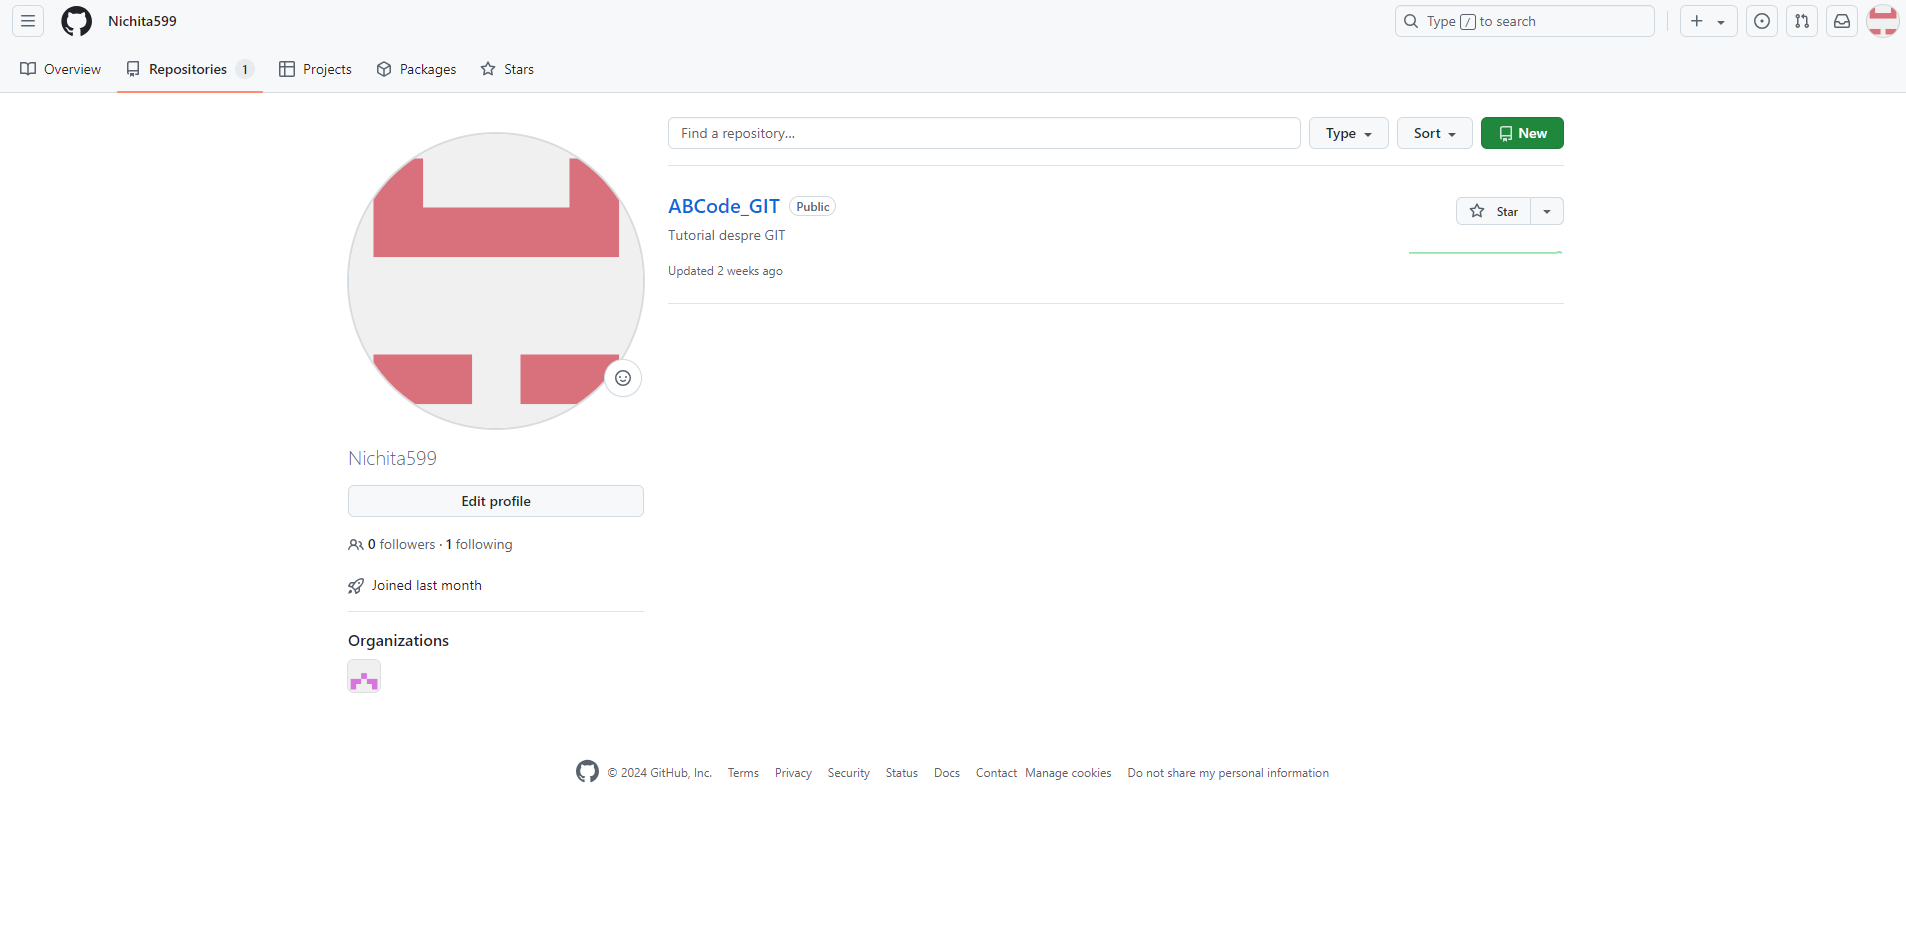 Nichita599
Type / to search
Overview Repositories 1 Projects Packages Stars
Find a repository...
Type
Sort
New
ABCode_GIT Public
Star
Tutorial despre GIT
Updated 2 weeks ago
Nichita599
Edit profile
0 followers · 1 following
Joined last month
Organizations
© 2024 GitHub, Inc. Terms Privacy Security Status Docs Contact Manage cookies Do not share my personal information